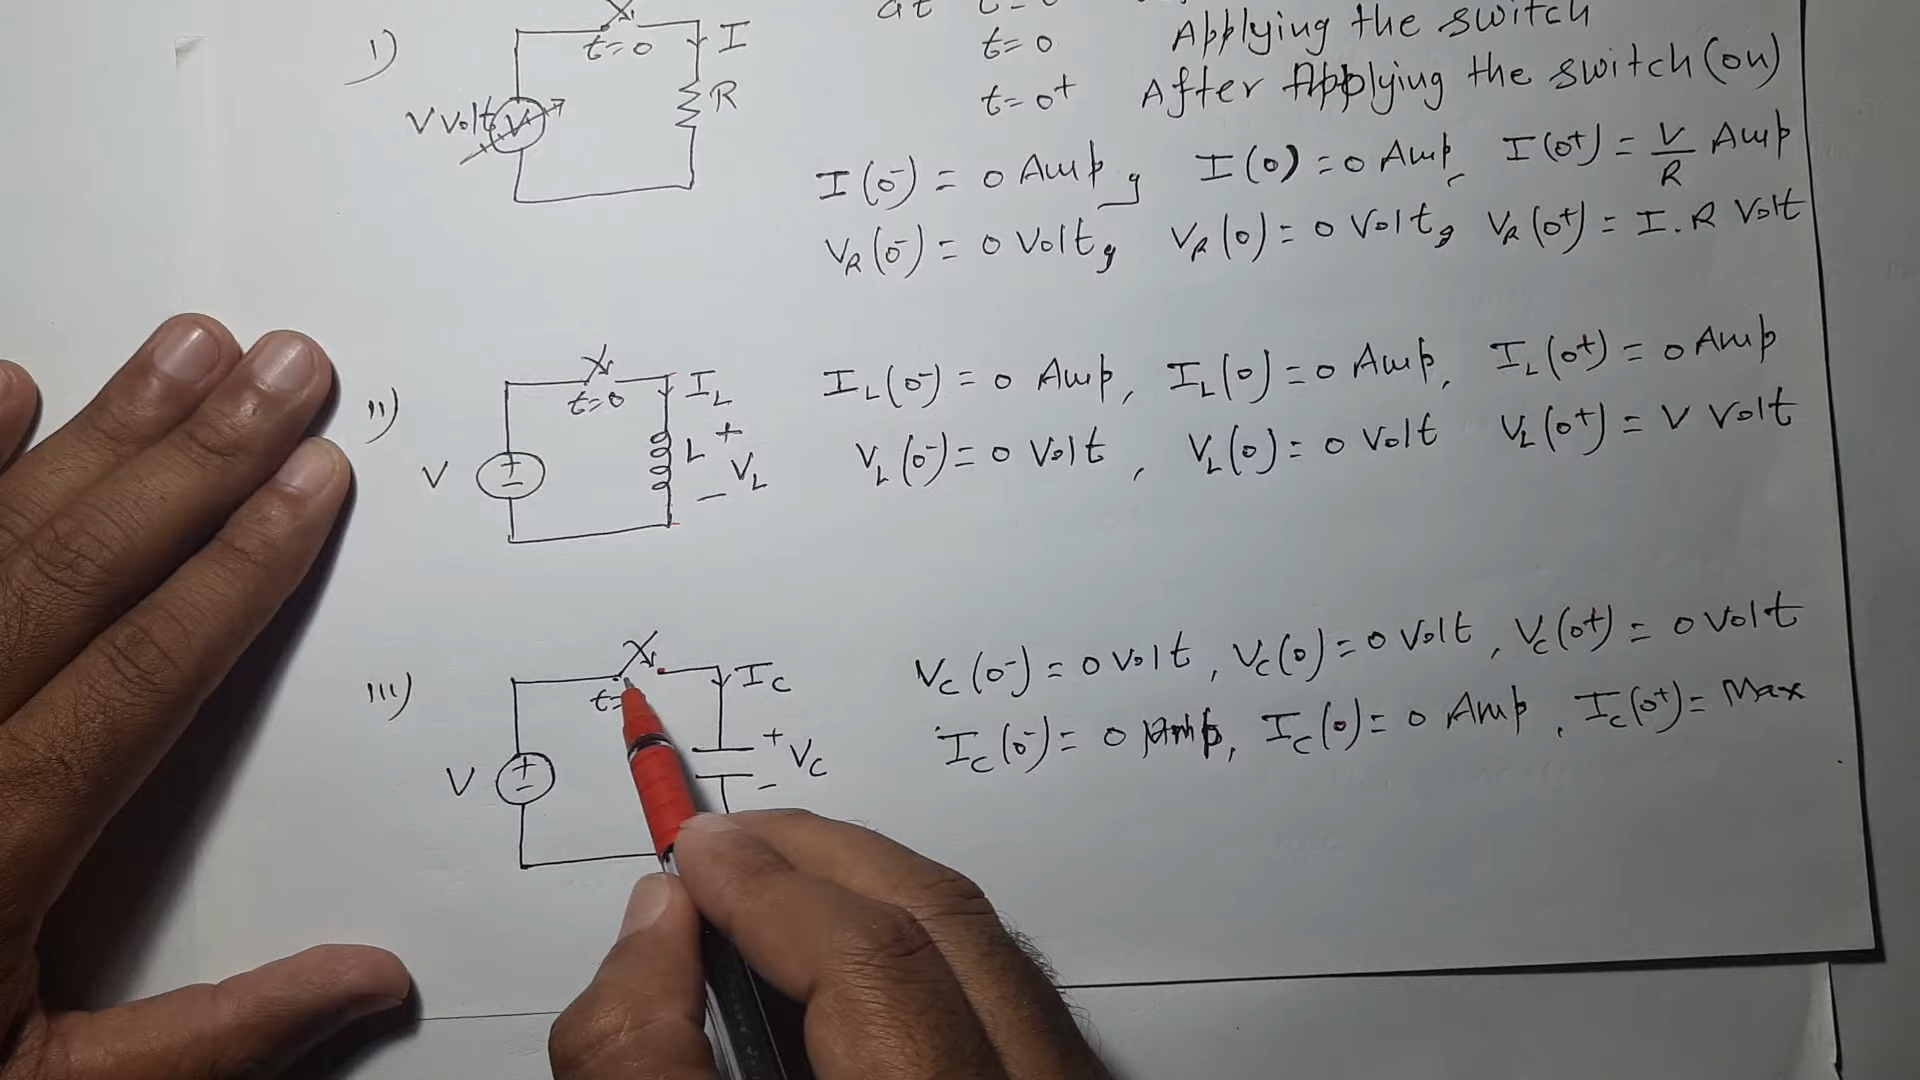 at t=
t=0 Applying the switch
t=0+ After Applying the switch (on)
I)
t=0
I
R
V Volt
V
I(0-) = 0 Amp, I(0) = 0 Amp, I(0+) = V/R Amp
VR(0-) = 0 Volt, VR(0) = 0 Volt, VR(0+) = I.R Volt
II)
t=0
IL
L
+
VL
-
V
+
-
IL(0-) = 0 Amp, IL(0) = 0 Amp, IL(0+) = 0 Amp
VL(0-) = 0 Volt, VL(0) = 0 Volt VL(0+) = V Volt
III)
t=
IC
+
VC
-
V
+
-
VC(0-) = 0 Volt, VC(0) = 0 Volt, VC(0+) = 0 Volt
IC(0-) = 0 Amp, IC(0) = 0 Amp, IC(0+) = Max